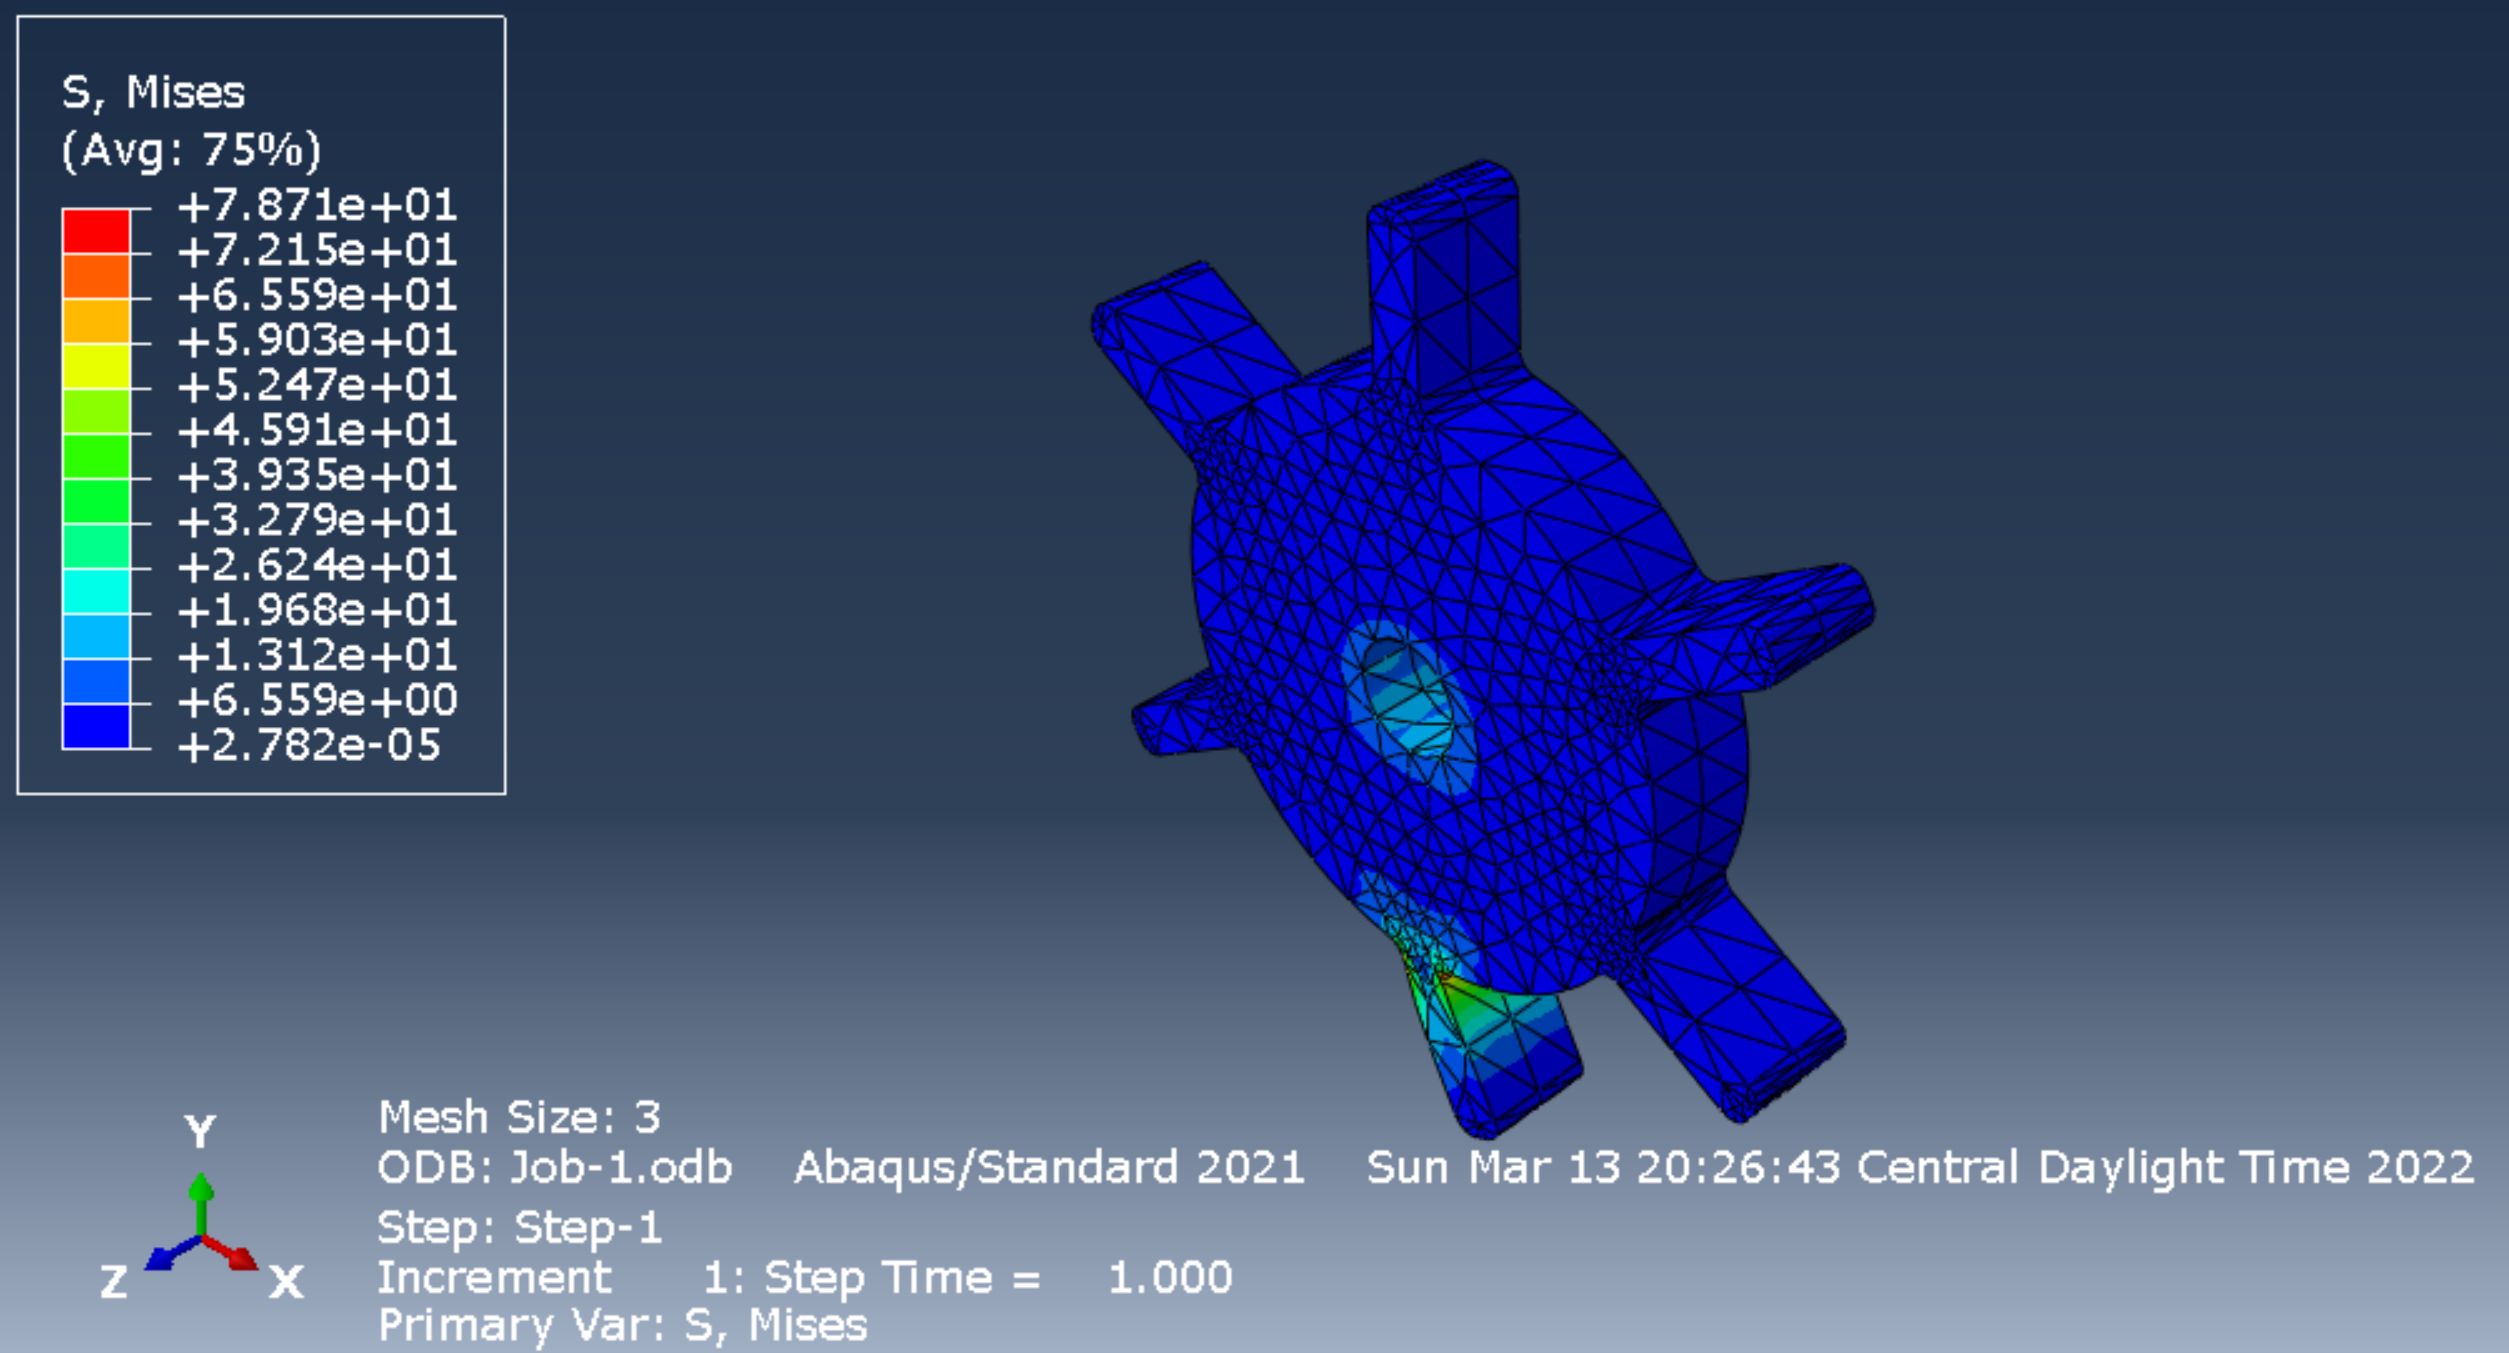 S, Mises
(Avg: 75%)
+7.871e+01
+7.215e+01
+6.559e+01
+5.903e+01
+5.247e+01
+4.591e+01
+3.935e+01
+3.279e+01
+2.624e+01
+1.968e+01
+1.312e+01
+6.559e+00
+2.782e-05
Y
Z
X
Mesh Size: 3
ODB: Job-1.odb Abaqus/Standard 2021 Sun Mar 13 20:26:43 Central Daylight Time 2022
Step: Step-1
Increment 1: Step Time = 1.000
Primary Var: S, Mises